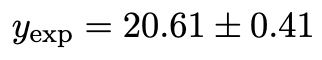 y_exp = 20.61 ± 0.41